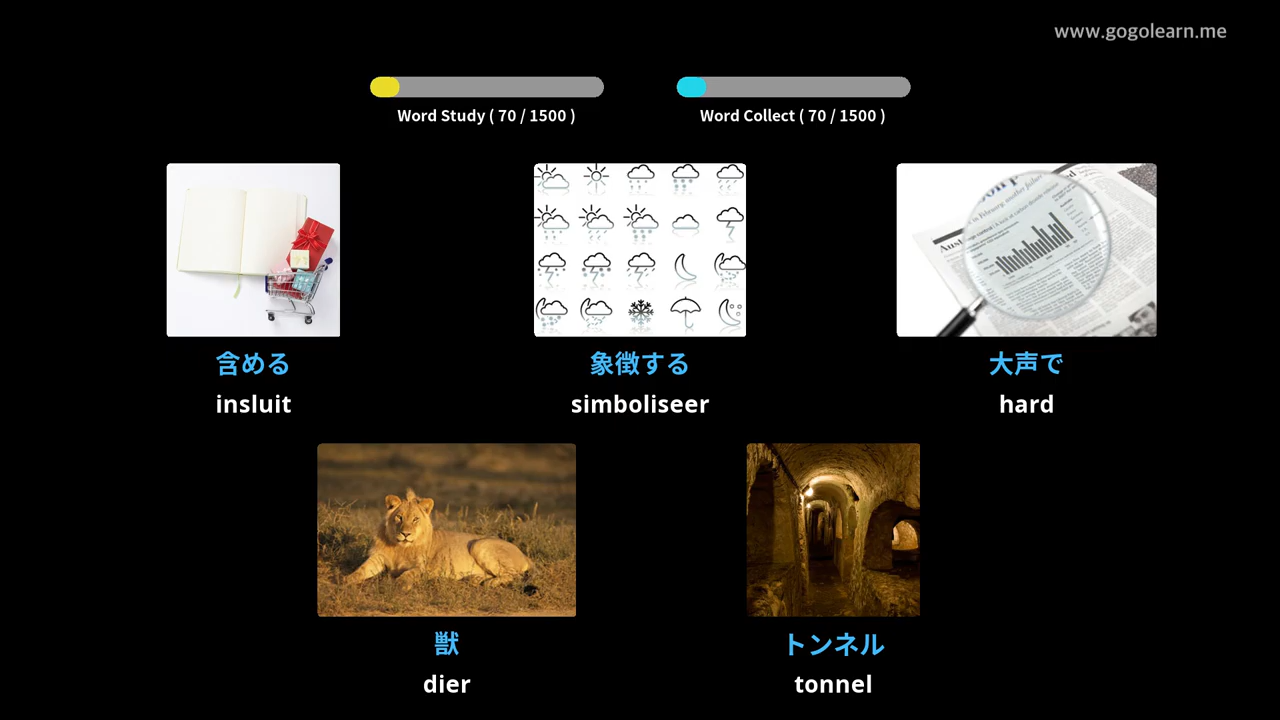 www.gogolearn.me
Word Study ( 70 / 1500 )
Word Collect ( 70 / 1500 )
含める
insluit
象徴する
simboliseer
大声で
hard
獣
dier
トンネル
tonnel